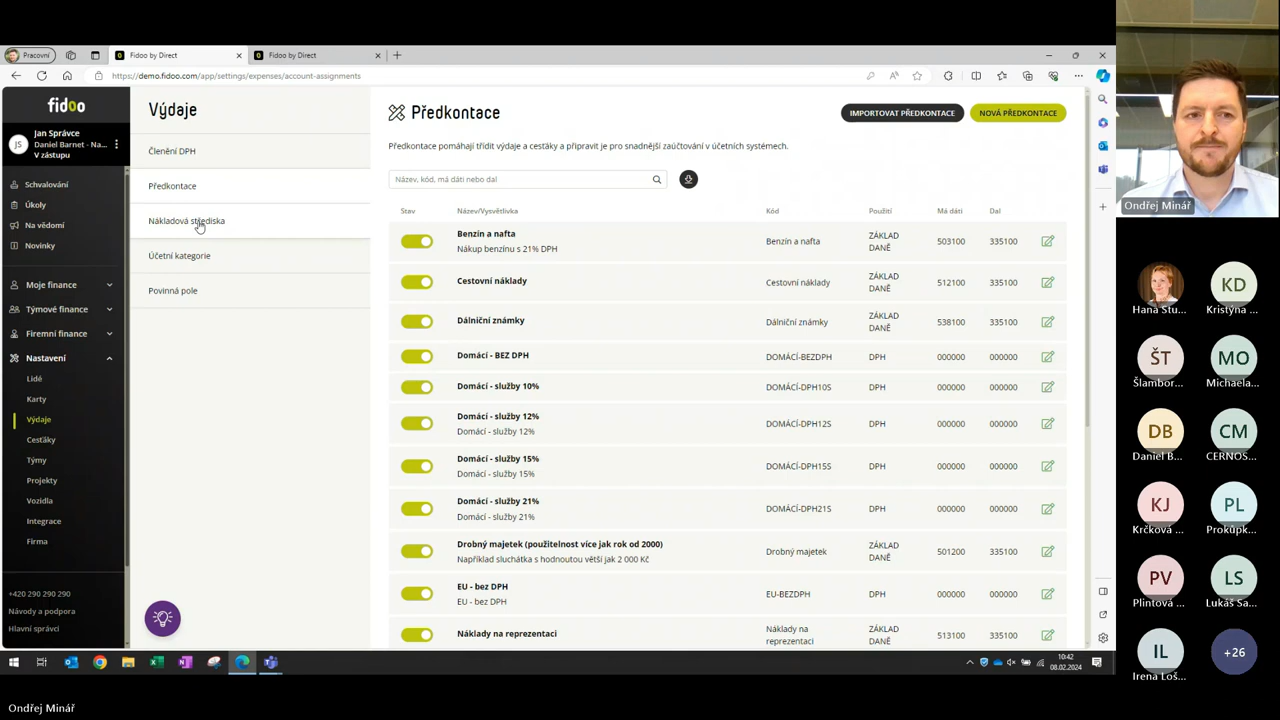 Pracovní
Fidoo by Direct
Fidoo by Direct
https://demo.fidoo.com/app/settings/expenses/account-assignments
fidoo
JS
Jan Správce
Daniel Barnet - Na...
V zástupu
Schvalování
Úkoly
Na vědomí
Novinky
Moje finance
Týmové finance
Firemní finance
Nastavení
Lidé
Karty
Výdaje
Cesťáky
Týmy
Projekty
Vozidla
Integrace
Firma
+420 290 290 290
Návody a podpora
Hlavní správci
Výdaje
Členění DPH
Předkontace
Nákladová střediska
Účetní kategorie
Povinná pole
Předkontace
IMPORTOVAT PŘEDKONTACE
NOVÁ PŘEDKONTACE
Předkontace pomáhají třídit výdaje a cesťáky a připravit je pro snadnější zaúčtování v účetních systémech.
Název, kód, má dáti nebo dal
Stav Název/Vysvětlivka Kód Použití Má dáti Dal
Benzín a nafta
Nákup benzínu s 21% DPH
Benzín a nafta
ZÁKLAD
DANĚ
503100 335100
Cestovní náklady
Cestovní náklady
ZÁKLAD
DANĚ
512100 335100
Dálniční známky
Dálniční známky
ZÁKLAD
DANĚ
538100 335100
Domácí - BEZ DPH DOMÁCÍ-BEZDPH DPH 000000 000000
Domácí - služby 10% DOMÁCÍ-DPH10S DPH 000000 000000
Domácí - služby 12%
Domácí - služby 12%
DOMÁCÍ-DPH12S DPH 000000 000000
Domácí - služby 15%
Domácí - služby 15%
DOMÁCÍ-DPH15S DPH 000000 000000
Domácí - služby 21%
Domácí - služby 21%
DOMÁCÍ-DPH21S DPH 000000 000000
Drobný majetek (použitelnost více jak rok od 2000)
Například sluchátka s hodnotou větší jak 2 000 Kč
Drobný majetek
ZÁKLAD
DANĚ
501200 335100
EU - bez DPH
EU - bez DPH
EU-BEZDPH DPH 000000 000000
Náklady na reprezentaci
Náklady na
reprezentaci
ZÁKLAD
DANĚ
513100 335100
10:42
08.02.2024
Ondřej Minář
Hana Stu...
KD
Kristýna ...
ŠT
Šlambor...
MO
Michaela...
DB
Daniel B...
CM
CERNOS...
KJ
Krčková ...
PL
Prokůpk...
PV
Plintová ...
LS
Lukáš Sa...
IL
Irena Loš...
+26
Ondřej Minář